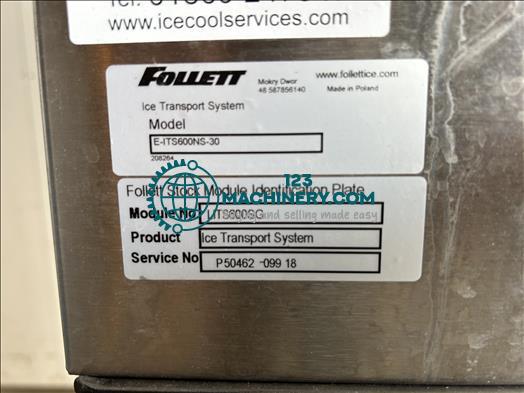 www.icecoolservices.com
FOLLETT
Mokry Dwor
48 587856140
www.follettice.com
Made in Poland
Ice Transport System
Model
E-ITS600NS-30
208264
123
MACHINERY.COM
Follett Stock Module Identification Plate
Module No
and selling made easy
Product Ice Transport System
Service No P50462 -099 18